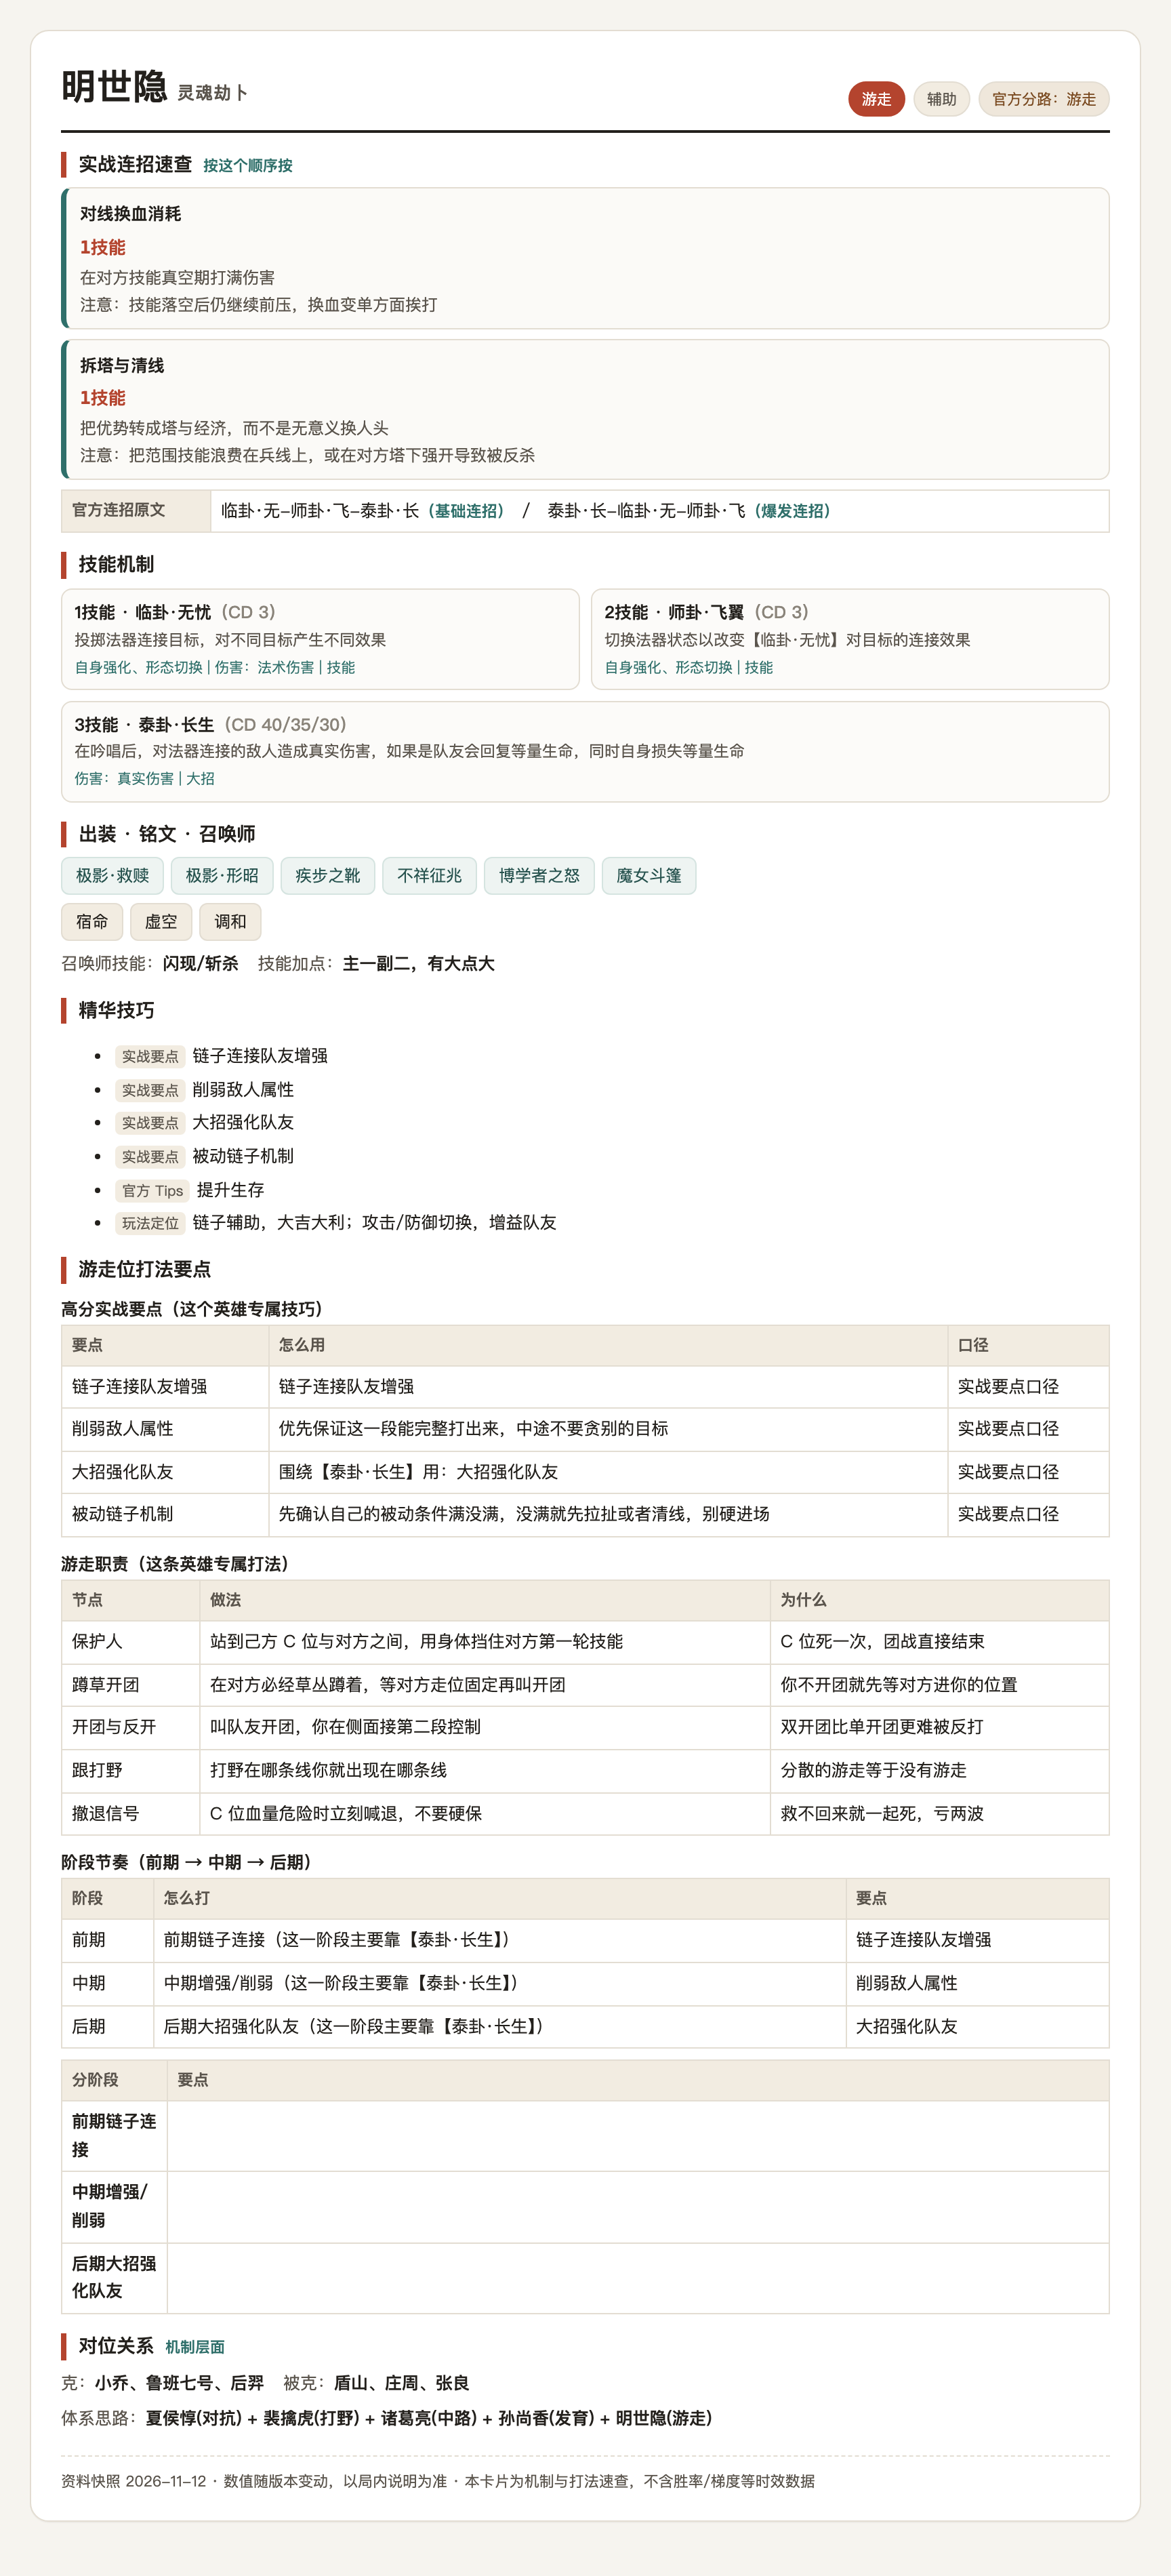 明世隐 灵魂劫卜
游走 辅助 官方分路：游走
实战连招速查 按这个顺序按
对线换血消耗
1技能
在对方技能真空期打满伤害
注意：技能落空后仍继续前压，换血变单方面挨打
拆塔与清线
1技能
把优势转成塔与经济，而不是无意义换人头
注意：把范围技能浪费在兵线上，或在对方塔下强开导致被反杀
官方连招原文 临卦·无–师卦·飞–泰卦·长（基础连招） / 泰卦·长–临卦·无–师卦·飞（爆发连招）
技能机制
1技能 · 临卦·无忧（CD 3）
投掷法器连接目标，对不同目标产生不同效果
自身强化、形态切换 | 伤害：法术伤害 | 技能
2技能 · 师卦·飞翼（CD 3）
切换法器状态以改变【临卦·无忧】对目标的连接效果
自身强化、形态切换 | 技能
3技能 · 泰卦·长生（CD 40/35/30）
在吟唱后，对法器连接的敌人造成真实伤害，如果是队友会回复等量生命，同时自身损失等量生命
伤害：真实伤害 | 大招
出装 · 铭文 · 召唤师
极影·救赎 极影·形昭 疾步之靴 不祥征兆 博学者之怒 魔女斗篷
宿命 虚空 调和
召唤师技能：闪现/斩杀 技能加点：主一副二，有大点大
精华技巧
• 实战要点 链子连接队友增强
• 实战要点 削弱敌人属性
• 实战要点 大招强化队友
• 实战要点 被动链子机制
• 官方 Tips 提升生存
• 玩法定位 链子辅助，大吉大利；攻击/防御切换，增益队友
游走位打法要点
高分实战要点（这个英雄专属技巧）
要点 怎么用 口径
链子连接队友增强 链子连接队友增强 实战要点口径
削弱敌人属性 优先保证这一段能完整打出来，中途不要贪别的目标 实战要点口径
大招强化队友 围绕【泰卦·长生】用：大招强化队友 实战要点口径
被动链子机制 先确认自己的被动条件满没满，没满就先拉扯或者清线，别硬进场 实战要点口径
游走职责（这条英雄专属打法）
节点 做法 为什么
保护人 站到己方 C 位与对方之间，用身体挡住对方第一轮技能 C 位死一次，团战直接结束
蹲草开团 在对方必经草丛蹲着，等对方走位固定再叫开团 你不开团就先等对方进你的位置
开团与反开 叫队友开团，你在侧面接第二段控制 双开团比单开团更难被反打
跟打野 打野在哪条线你就出现在哪条线 分散的游走等于没有游走
撤退信号 C 位血量危险时立刻喊退，不要硬保 救不回来就一起死，亏两波
阶段节奏（前期 → 中期 → 后期）
阶段 怎么打 要点
前期 前期链子连接（这一阶段主要靠【泰卦·长生】） 链子连接队友增强
中期 中期增强/削弱（这一阶段主要靠【泰卦·长生】） 削弱敌人属性
后期 后期大招强化队友（这一阶段主要靠【泰卦·长生】） 大招强化队友
分阶段 要点
前期链子连
接
中期增强/
削弱
后期大招强
化队友
对位关系 机制层面
克：小乔、鲁班七号、后羿 被克：盾山、庄周、张良
体系思路：夏侯惇(对抗) + 裴擒虎(打野) + 诸葛亮(中路) + 孙尚香(发育) + 明世隐(游走)
资料快照 2026–11–12 · 数值随版本变动，以局内说明为准 · 本卡片为机制与打法速查，不含胜率/梯度等时效数据